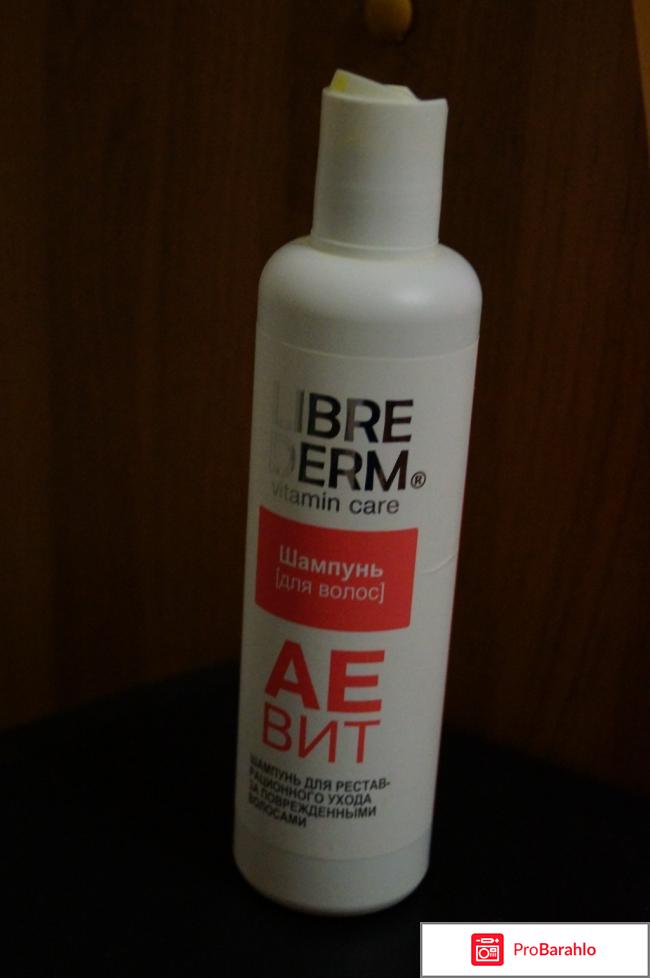 LIBRE
DERM®
vitamin care
Шампунь
[для волос]
АЕ
ВИТ
ШАМПУНЬ ДЛЯ РЕСТАВ-
РАЦИОННОГО УХОДА
ЗА ПОВРЕЖДЕННЫМИ
ВОЛОСАМИ
ProBarahlo